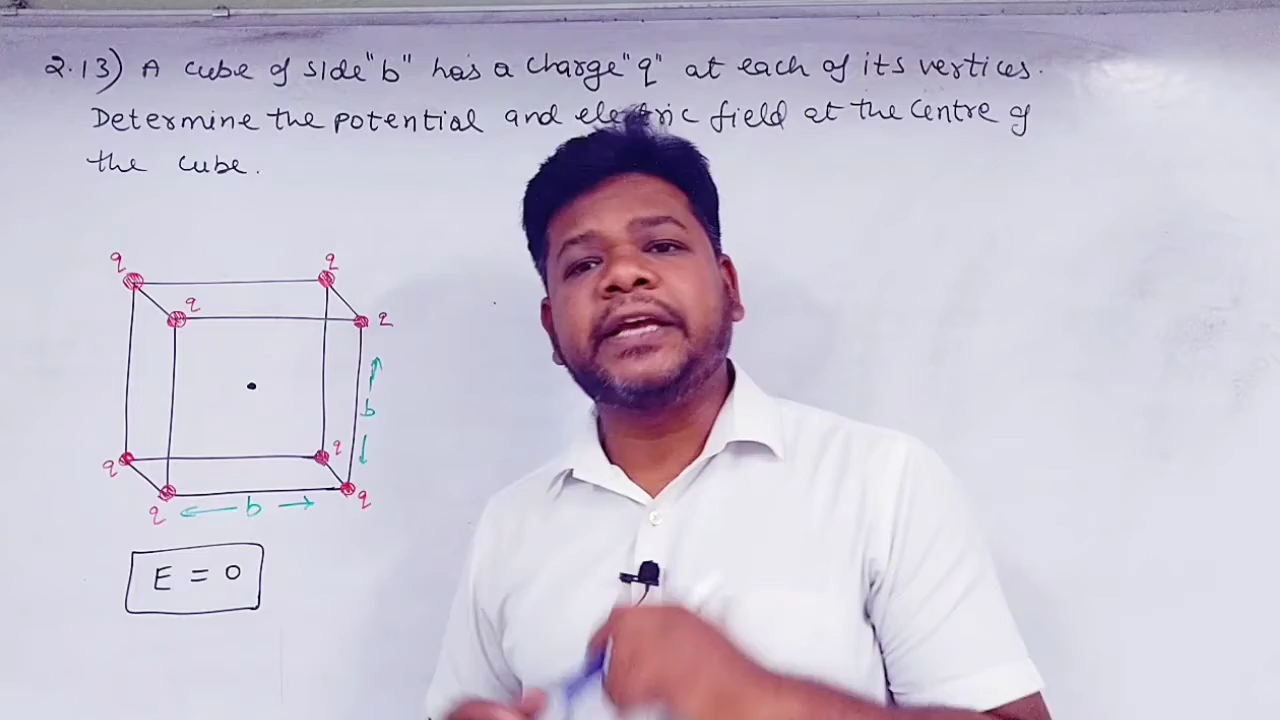 2.13) A cube of side "b" has a charge "q" at each of its vertices.
Determine the potential and electric field at the centre of
the cube.
q
q
q
q
b
q
q
q
q
b
E = 0